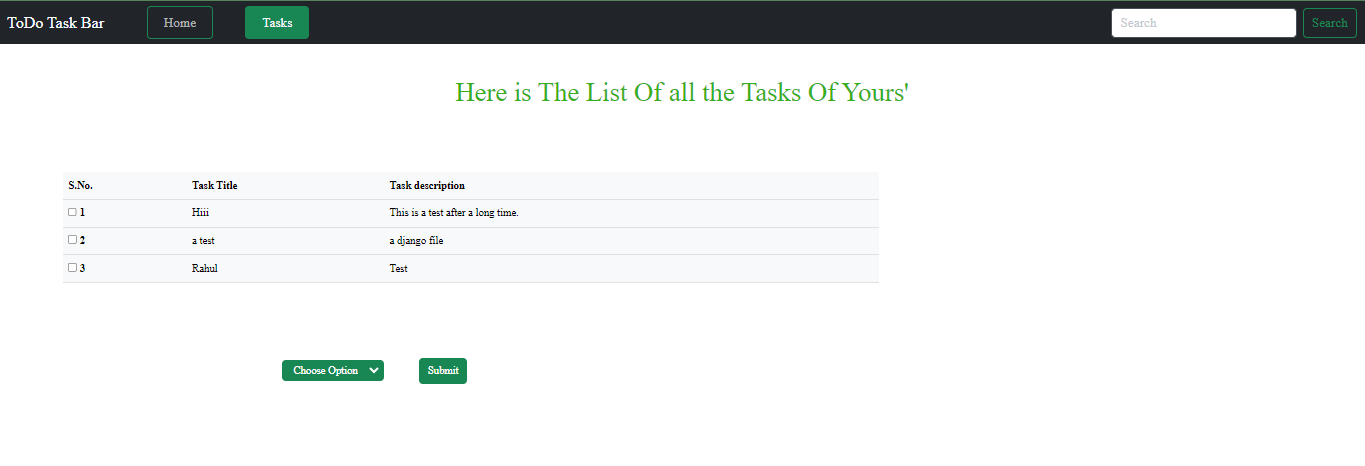 ToDo Task Bar Home Tasks Search Search
Here is The List Of all the Tasks Of Yours'
S.No. Task Title Task description
1 Hiii This is a test after a long time.
2 a test a django file
3 Rahul Test
Choose Option Submit